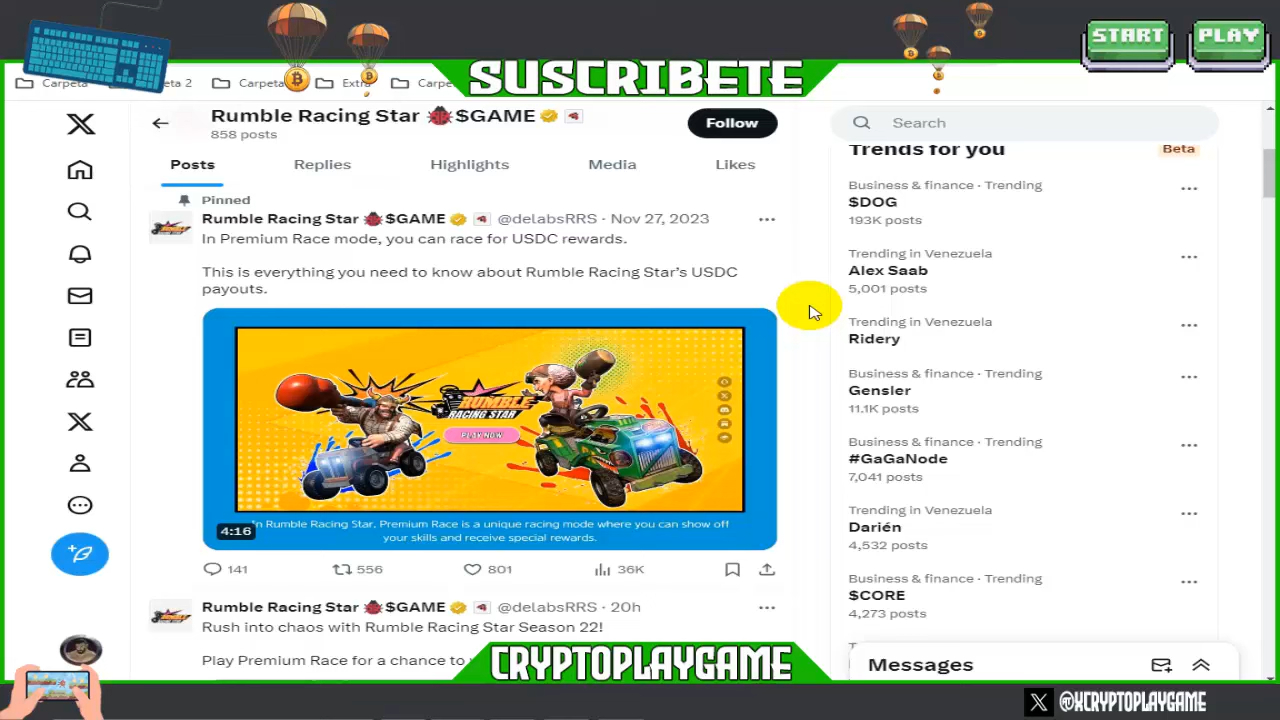 START
PLAY
SUSCRIBETE
Carpeta
2
Carpeta
Extra
Carpe
Rumble Racing Star 🐞$GAME
858 posts
Follow
Search
Posts
Replies
Highlights
Media
Likes
Pinned
Rumble Racing Star 🐞$GAME @delabsRRS · Nov 27, 2023
In Premium Race mode, you can race for USDC rewards.
This is everything you need to know about Rumble Racing Star's USDC
payouts.
RUMBLE
RACING STAR
PLAY NOW
In Rumble Racing Star, Premium Race is a unique racing mode where you can show off
your skills and receive special rewards.
4:16
141
556
801
36K
Rumble Racing Star 🐞$GAME @delabsRRS · 20h
Rush into chaos with Rumble Racing Star Season 22!
Play Premium Race for a chance to
Trends for you
Beta
Business & finance · Trending
$DOG
193K posts
Trending in Venezuela
Alex Saab
5,001 posts
Trending in Venezuela
Ridery
Business & finance · Trending
Gensler
11.1K posts
Business & finance · Trending
#GaGaNode
7,041 posts
Trending in Venezuela
Darién
4,532 posts
Business & finance · Trending
$CORE
4,273 posts
Messages
CRYPTOPLAYGAME
@XCRYPTOPLAYGAME